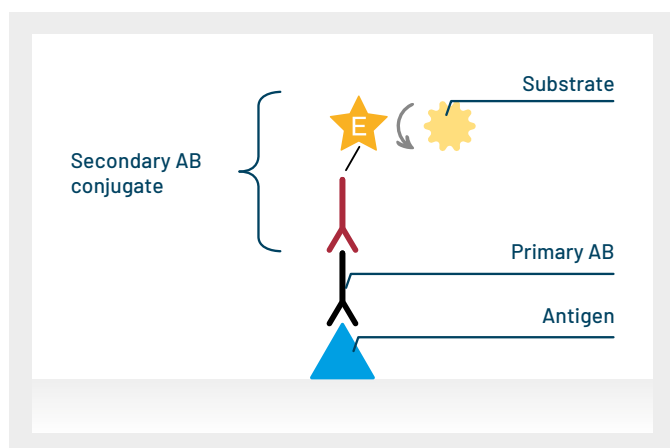 Substrate
E
Secondary AB
conjugate
Primary AB
Antigen